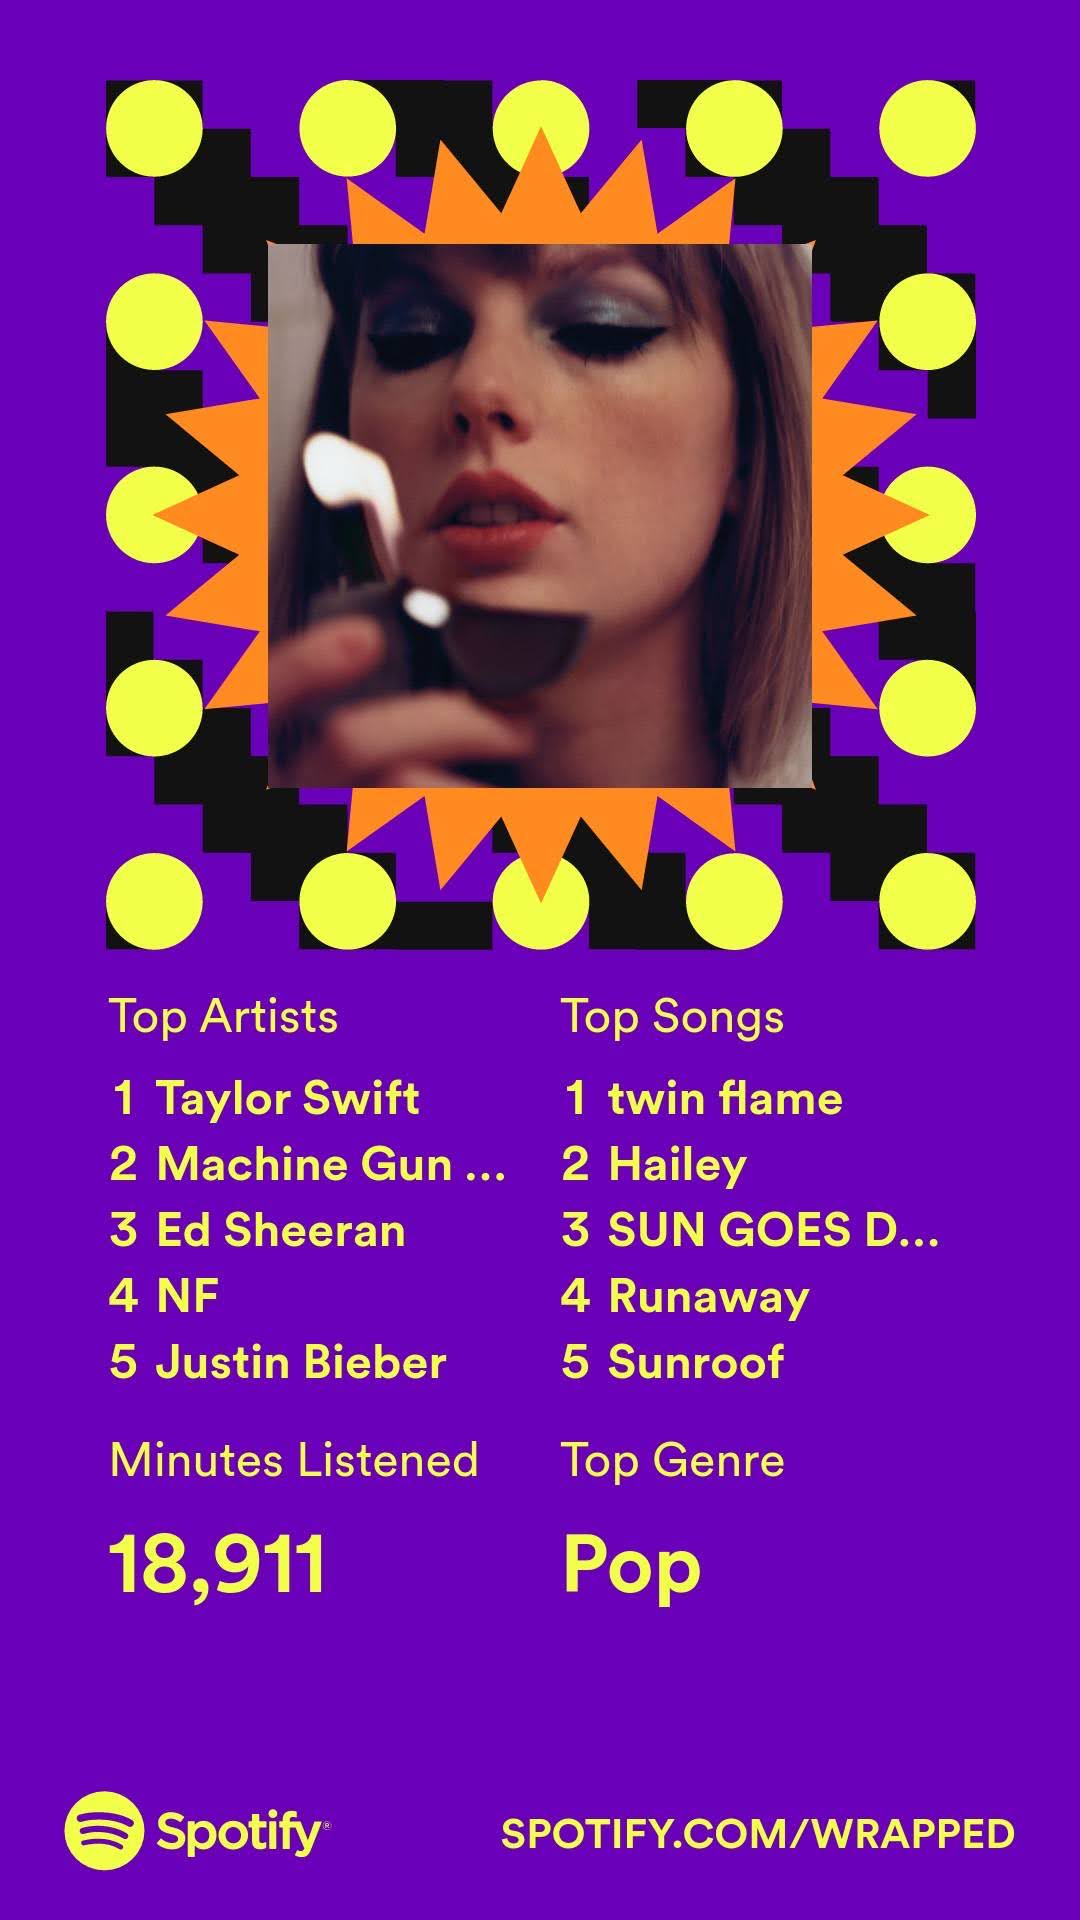 Top Artists
1 Taylor Swift
2 Machine Gun ...
3 Ed Sheeran
4 NF
5 Justin Bieber
Top Songs
1 twin flame
2 Hailey
3 SUN GOES D...
4 Runaway
5 Sunroof
Minutes Listened
18,911
Top Genre
Pop
Spotify®
SPOTIFY.COM/WRAPPED